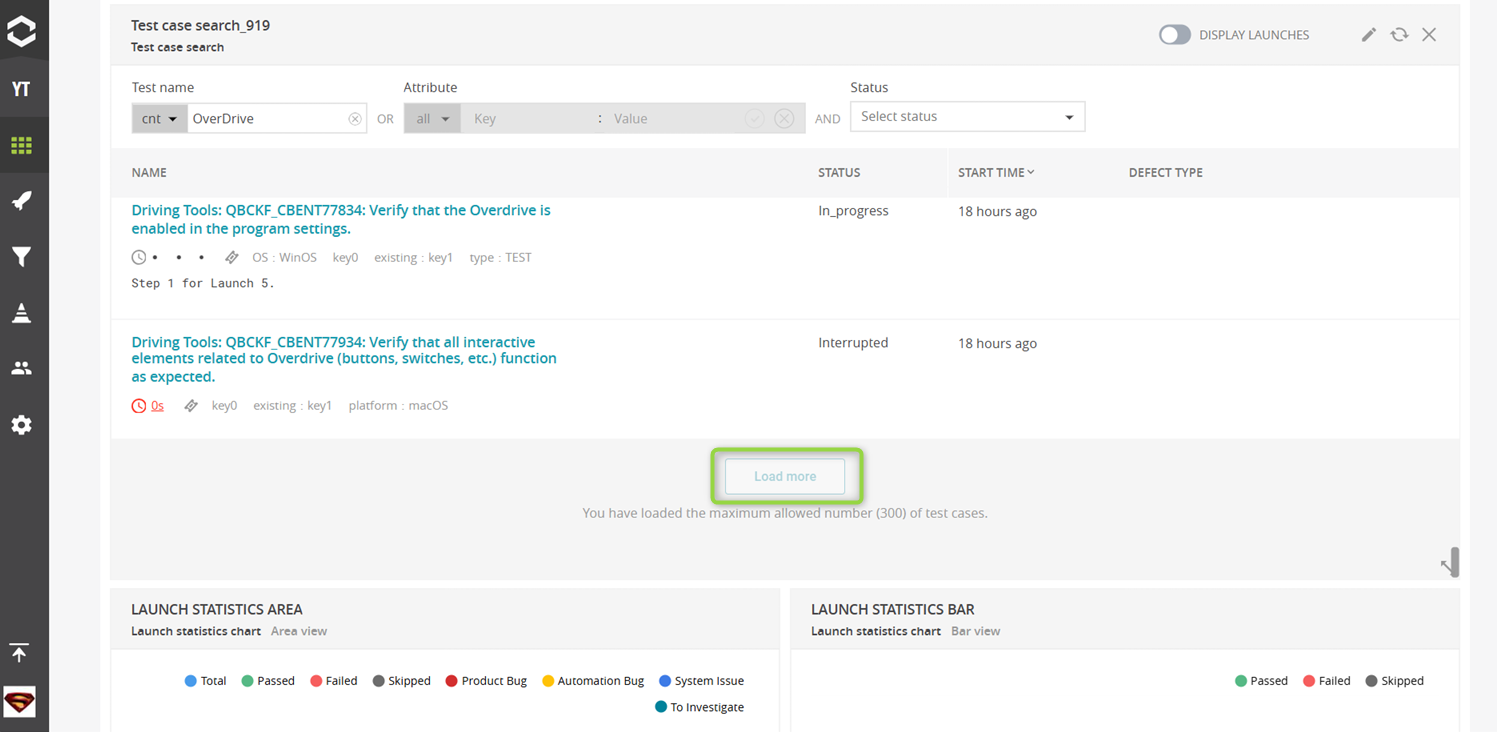 Test case search_919
Test case search
DISPLAY LAUNCHES
YT
Test name
Attribute
Status
cnt OverDrive OR all Key : Value AND Select status
NAME STATUS START TIME DEFECT TYPE
Driving Tools: QBCKF_CBENT77834: Verify that the Overdrive is
enabled in the program settings.
In_progress
18 hours ago
OS : WinOS key0 existing : key1 type : TEST
Step 1 for Launch 5.
Driving Tools: QBCKF_CBENT77934: Verify that all interactive
elements related to Overdrive (buttons, switches, etc.) function
as expected.
Interrupted
18 hours ago
0s key0 existing : key1 platform : macOS
Load more
You have loaded the maximum allowed number (300) of test cases.
LAUNCH STATISTICS AREA
Launch statistics chart Area view
Total Passed Failed Skipped Product Bug Automation Bug System Issue
To Investigate
LAUNCH STATISTICS BAR
Launch statistics chart Bar view
Passed Failed Skipped